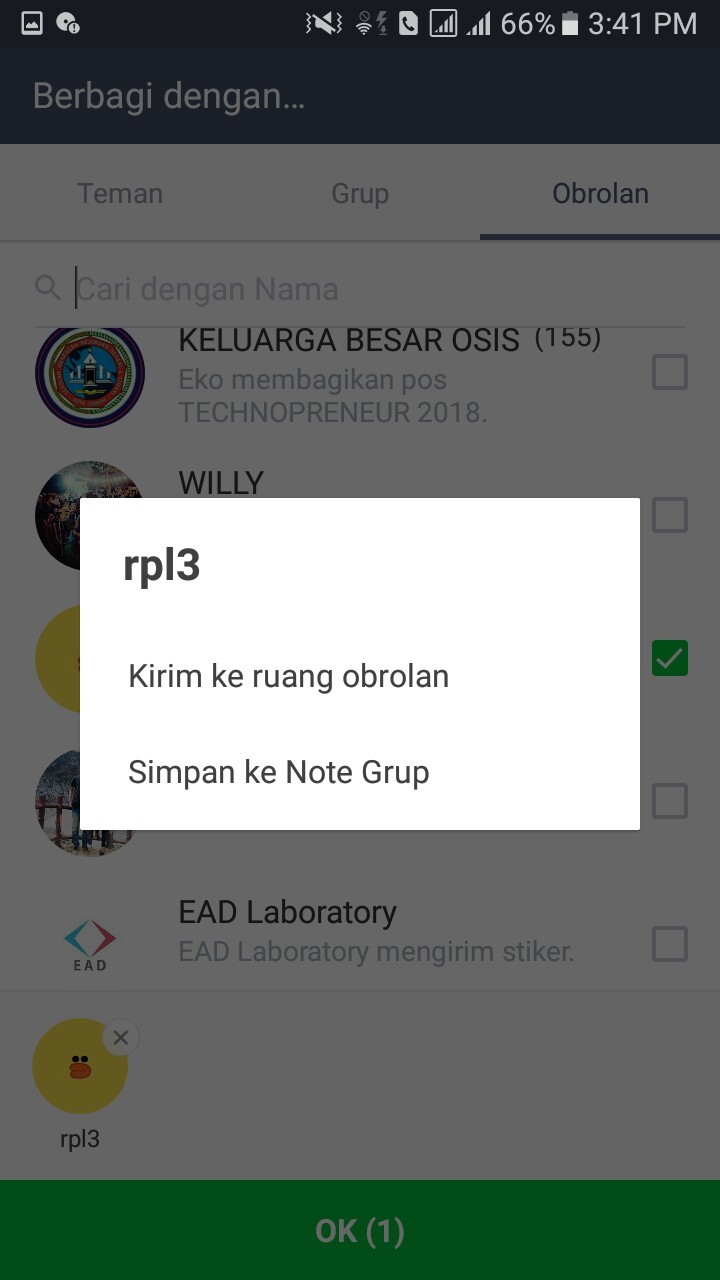 66% 3:41 PM
Berbagi dengan...
Teman Grup Obrolan
Cari dengan Nama
KELUARGA BESAR OSIS (155)
Eko membagikan pos
TECHNOPRENEUR 2018.
WILLY
rpl3
Kirim ke ruang obrolan
Simpan ke Note Grup
EAD Laboratory
EAD Laboratory mengirim stiker.
EAD
rpl3
OK (1)